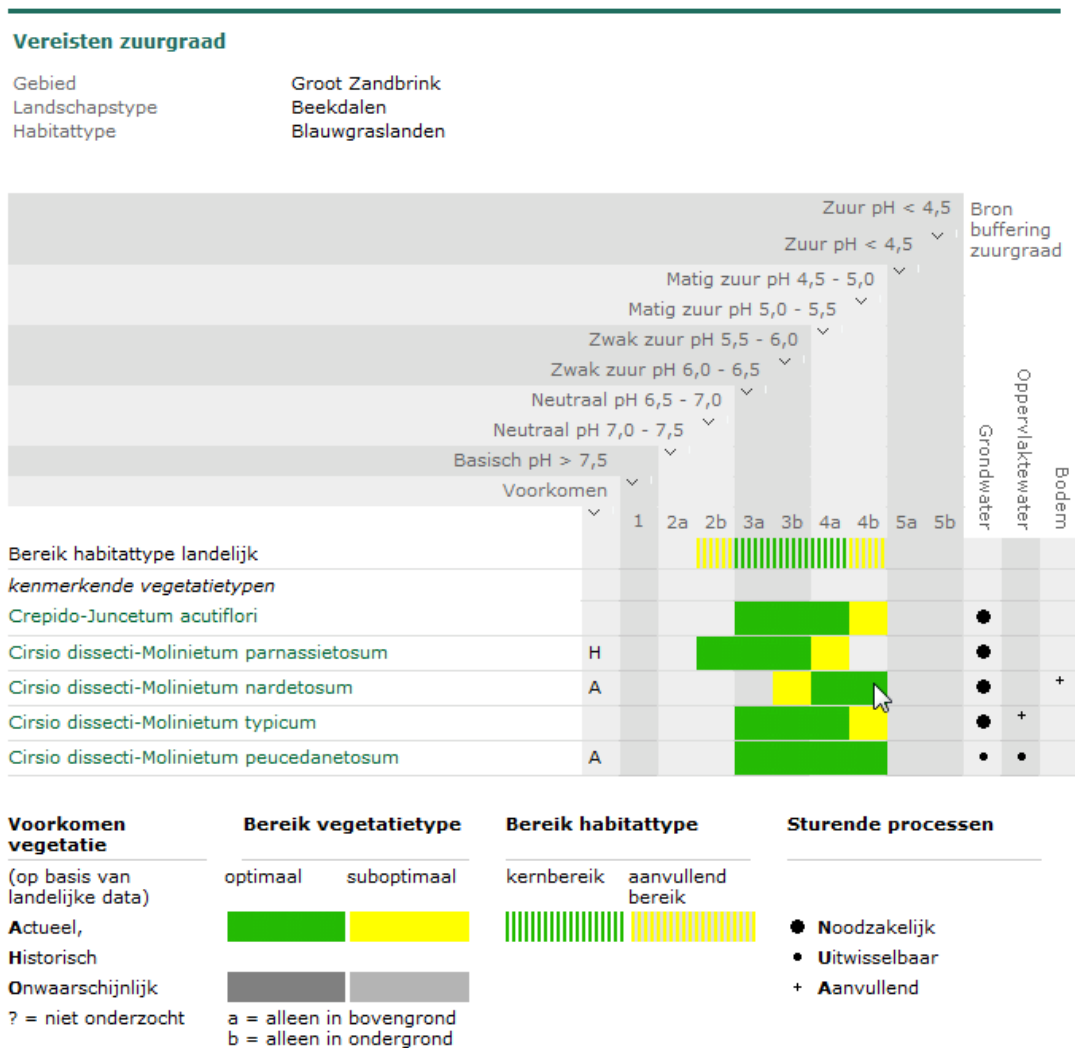 Vereisten zuurgraad
Gebied Groot Zandbrink
Landschapstype Beekdalen
Habitattype Blauwgraslanden
Zuur pH < 4,5
Zuur pH < 4,5
Matig zuur pH 4,5 - 5,0
Matig zuur pH 5,0 - 5,5
Zwak zuur pH 5,5 - 6,0
Zwak zuur pH 6,0 - 6,5
Neutraal pH 6,5 - 7,0
Neutraal pH 7,0 - 7,5
Basisch pH > 7,5
Voorkomen
Bron
buffering
zuurgraad
Grondwater
Oppervlaktewater
Bodem
1 2a 2b 3a 3b 4a 4b 5a 5b
Bereik habitattype landelijk
kenmerkende vegetatietypen
Crepido-Juncetum acutiflori ●
Cirsio dissecti-Molinietum parnassietosum H ●
Cirsio dissecti-Molinietum nardetosum A ● +
Cirsio dissecti-Molinietum typicum ● +
Cirsio dissecti-Molinietum peucedanetosum A • •
Voorkomen
vegetatie
(op basis van
landelijke data)
Actueel,
Historisch
Onwaarschijnlijk
? = niet onderzocht
Bereik vegetatietype
optimaal suboptimaal
a = alleen in bovengrond
b = alleen in ondergrond
Bereik habitattype
kernbereik aanvullend
bereik
Sturende processen
● Noodzakelijk
• Uitwisselbaar
+ Aanvullend